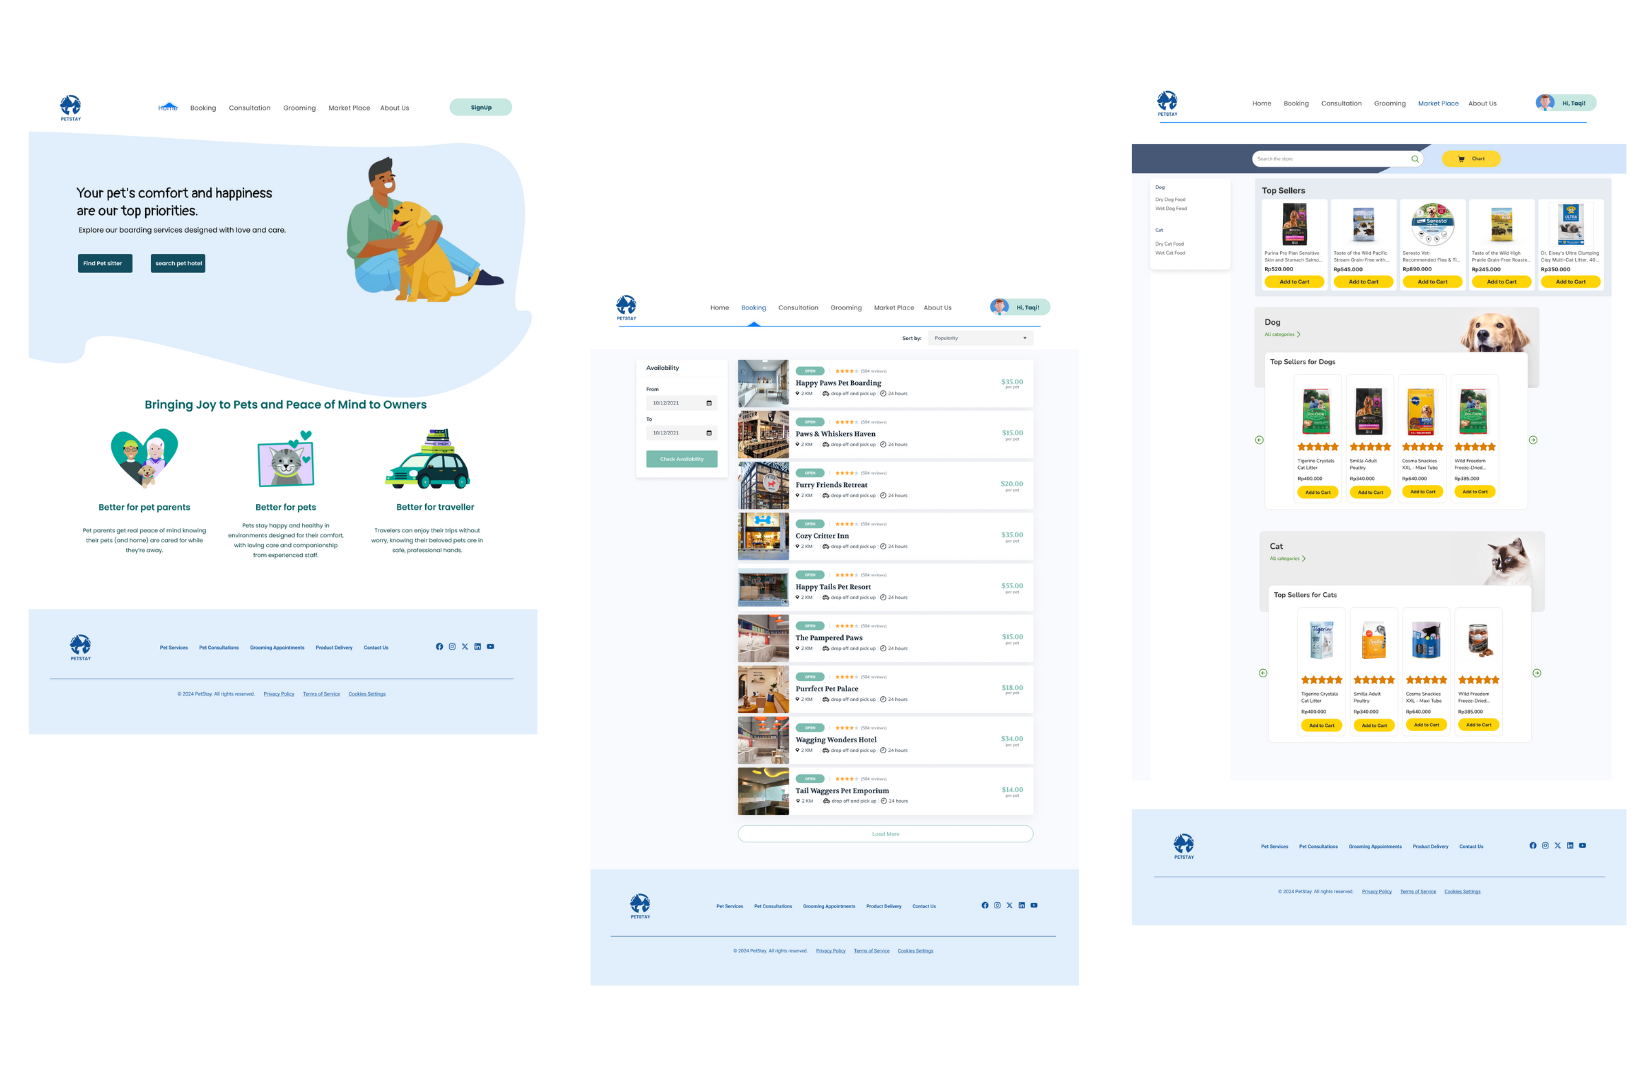 PETSTAY
Home Booking Consultation Grooming Market Place About Us
SignUp
Your pet's comfort and happiness
are our top priorities.
Explore our boarding services designed with love and care.
Find Pet sitter
search pet hotel
Bringing Joy to Pets and Peace of Mind to Owners
Better for pet parents
Pet parents get real peace of mind knowing
their pets (and home) are cared for while
they're away.
Better for pets
Pets stay happy and healthy in
environments designed for their comfort,
with loving care and companionship
from experienced staff.
Better for traveller
Travelers can enjoy their trips without
worry, knowing their beloved pets are in
safe, professional hands.
PETSTAY
Pet Services Pet Consultations Grooming Appointments Product Delivery Contact Us
© 2024 PetStay. All rights reserved. Privacy Policy Terms of Service Cookies Settings
PETSTAY
Home Booking Consultation Grooming Market Place About Us
Hi, Taqi!
Sort by: Popularity
Availability
From
10/12/2021
To
10/12/2021
Check Availability
OPEN (584 reviews)
Happy Paws Pet Boarding
2 KM drop off and pick up 24 hours
$35.00
per pet
OPEN (584 reviews)
Paws & Whiskers Haven
2 KM drop off and pick up 24 hours
$15.00
per pet
OPEN (584 reviews)
Furry Friends Retreat
2 KM drop off and pick up 24 hours
$20.00
per pet
OPEN (584 reviews)
Cozy Critter Inn
2 KM drop off and pick up 24 hours
$35.00
per pet
OPEN (584 reviews)
Happy Tails Pet Resort
2 KM drop off and pick up 24 hours
$55.00
per pet
OPEN (584 reviews)
The Pampered Paws
2 KM drop off and pick up 24 hours
$15.00
per pet
OPEN (584 reviews)
Purrfect Pet Palace
2 KM drop off and pick up 24 hours
$18.00
per pet
OPEN (584 reviews)
Wagging Wonders Hotel
2 KM drop off and pick up 24 hours
$34.00
per pet
OPEN (584 reviews)
Tail Waggers Pet Emporium
2 KM drop off and pick up 24 hours
$14.00
per pet
Load More
PETSTAY
Pet Services Pet Consultations Grooming Appointments Product Delivery Contact Us
© 2024 PetStay. All rights reserved. Privacy Policy Terms of Service Cookies Settings
PETSTAY
Home Booking Consultation Grooming Market Place About Us
Hi, Taqi!
Search the store
Chart
Dog
Dry Dog Food
Wet Dog Food
Cat
Dry Cat Food
Wet Cat Food
Top Sellers
Purina Pro Plan Sensitive
Skin and Stomach Salmo...
Rp520.000
Add to Cart
Taste of the Wild Pacific
Stream Grain-Free with...
Rp545.000
Add to Cart
Seresto
Seresto Vet-
Recommended Flea & Ti...
Rp890.000
Add to Cart
Taste of the Wild High
Prairie Grain-Free Roaste...
Rp245.000
Add to Cart
ULTRA
Dr. Elsey's Ultra Clumping
Clay Multi-Cat Litter, 40...
Rp350.000
Add to Cart
Dog
All categories
Top Sellers for Dogs
Tigerino Crystals
Cat Litter
Rp400.000
Add to Cart
Smilla Adult
Poultry
Rp340.000
Add to Cart
Cosma Snackies
XXL - Maxi Tube
Rp640.000
Add to Cart
Wild Freedom
Freeze-Dried...
Rp385.000
Add to Cart
Cat
All categories
Top Sellers for Cats
Tigerino
Tigerino Crystals
Cat Litter
Rp400.000
Add to Cart
Smilla Adult
Poultry
Rp340.000
Add to Cart
Cosma Snackies
XXL - Maxi Tube
Rp640.000
Add to Cart
Wild Freedom
Freeze-Dried...
Rp385.000
Add to Cart
PETSTAY
Pet Services Pet Consultations Grooming Appointments Product Delivery Contact Us
© 2024 PetStay. All rights reserved. Privacy Policy Terms of Service Cookies Settings